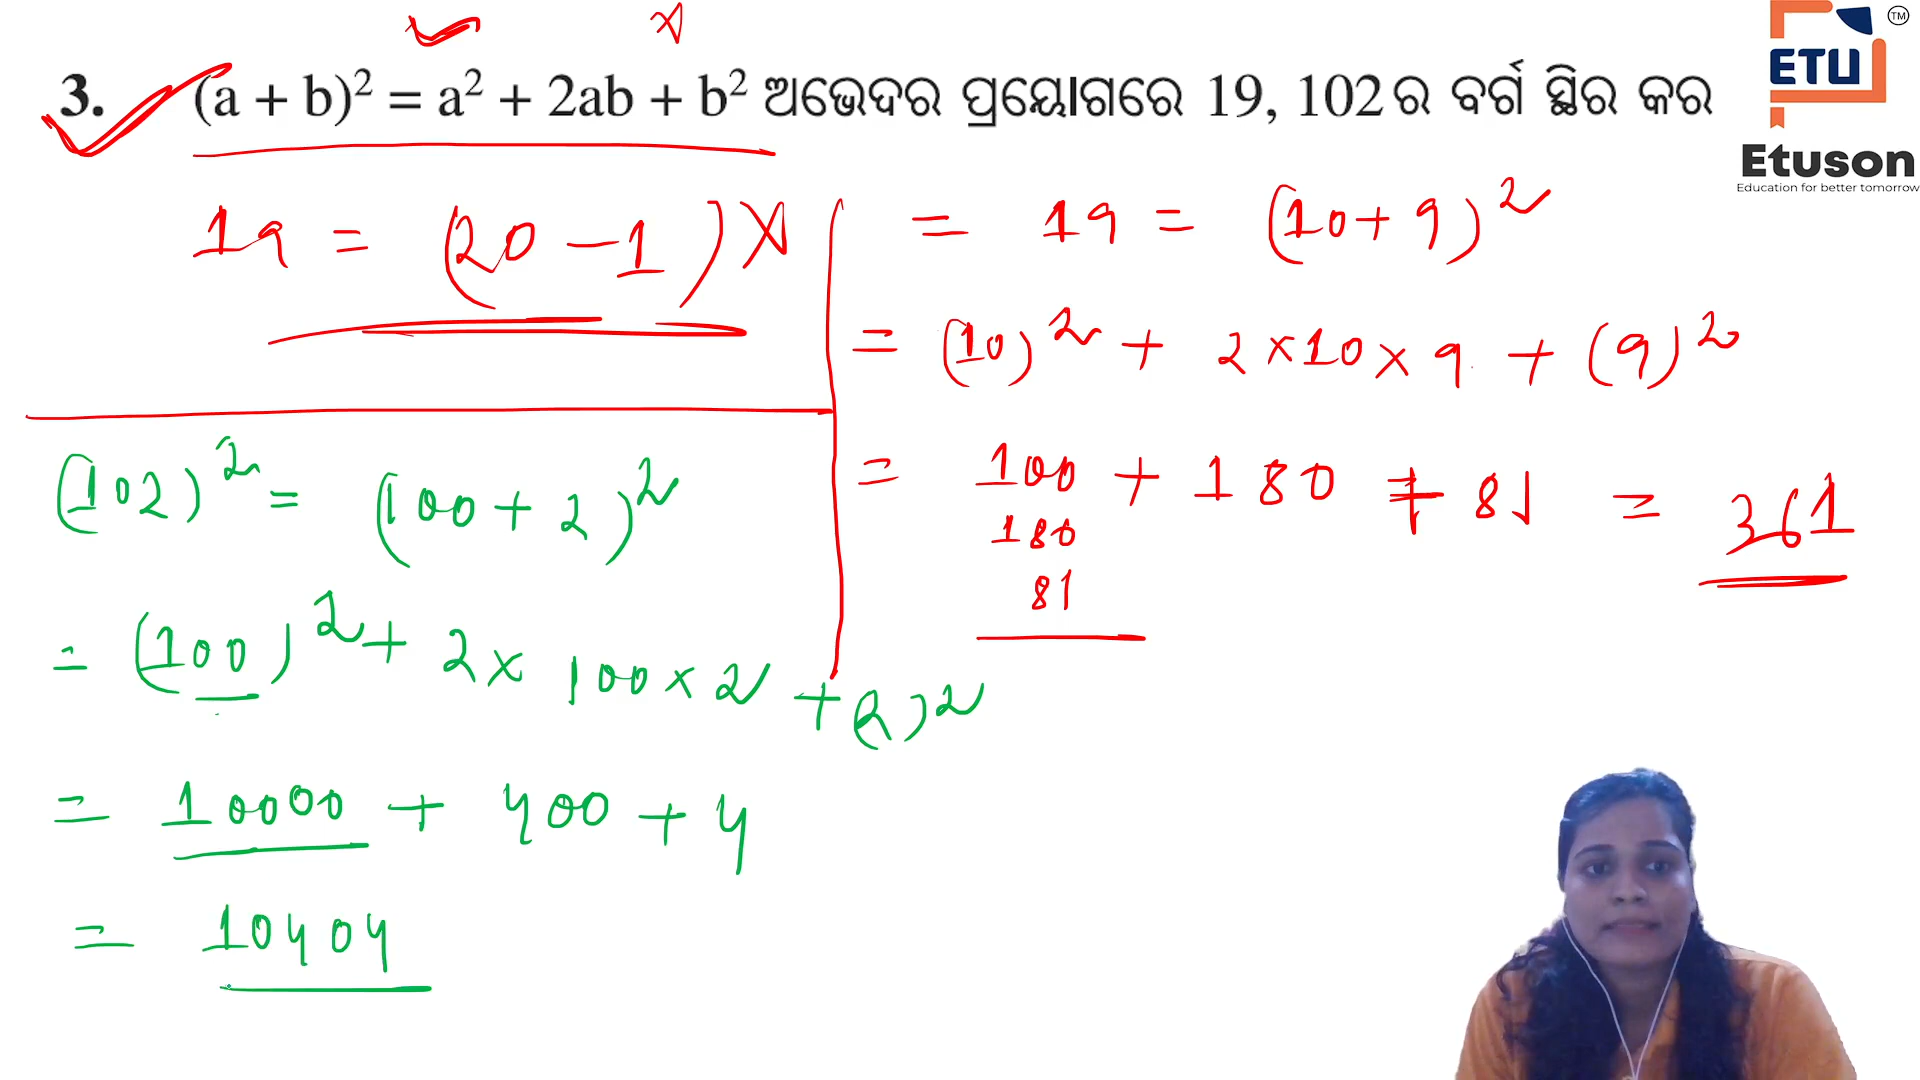 3. (a + b)² = a² + 2ab + b² ଅଭେଦର ପ୍ରୟୋଗରେ 19, 102 ର ବର୍ଗ ସ୍ଥିର କର
ETU TM
Etuson
Education for better tomorrow
19 = (20 - 1) X
= 19 = (10 + 9)²
= (10)² + 2 × 10 × 9 + (9)²
= 100 + 180 + 81 = 361
180
81
(102)² = (100 + 2)²
= (100)² + 2 × 100 × 2 + (2)²
= 10000 + 400 + 4
= 10404